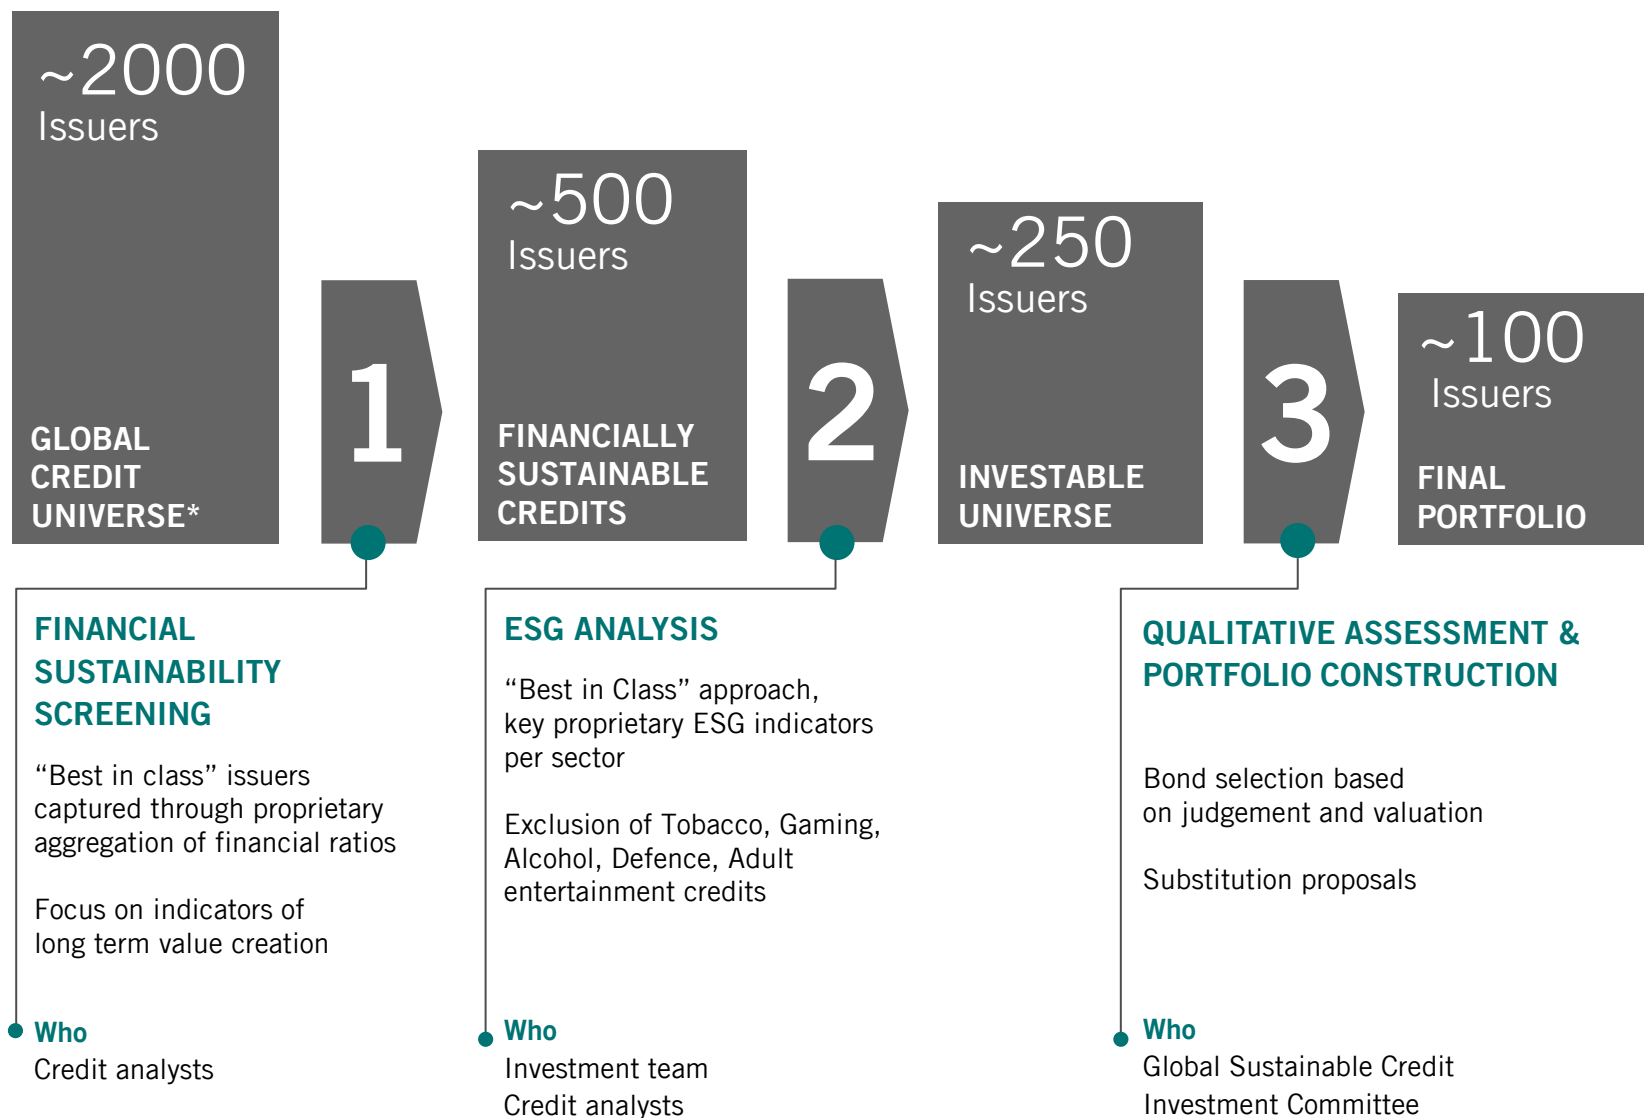 ~2000
Issuers
GLOBAL
CREDIT
UNIVERSE*
1
~500
Issuers
FINANCIALLY
SUSTAINABLE
CREDITS
2
~250
Issuers
INVESTABLE
UNIVERSE
3
~100
Issuers
FINAL
PORTFOLIO
FINANCIAL
SUSTAINABILITY
SCREENING
“Best in class” issuers
captured through proprietary
aggregation of financial ratios
Focus on indicators of
long term value creation
Who
Credit analysts
ESG ANALYSIS
“Best in Class” approach,
key proprietary ESG indicators
per sector
Exclusion of Tobacco, Gaming,
Alcohol, Defence, Adult
entertainment credits
Who
Investment team
Credit analysts
QUALITATIVE ASSESSMENT &
PORTFOLIO CONSTRUCTION
Bond selection based
on judgement and valuation
Substitution proposals
Who
Global Sustainable Credit
Investment Committee